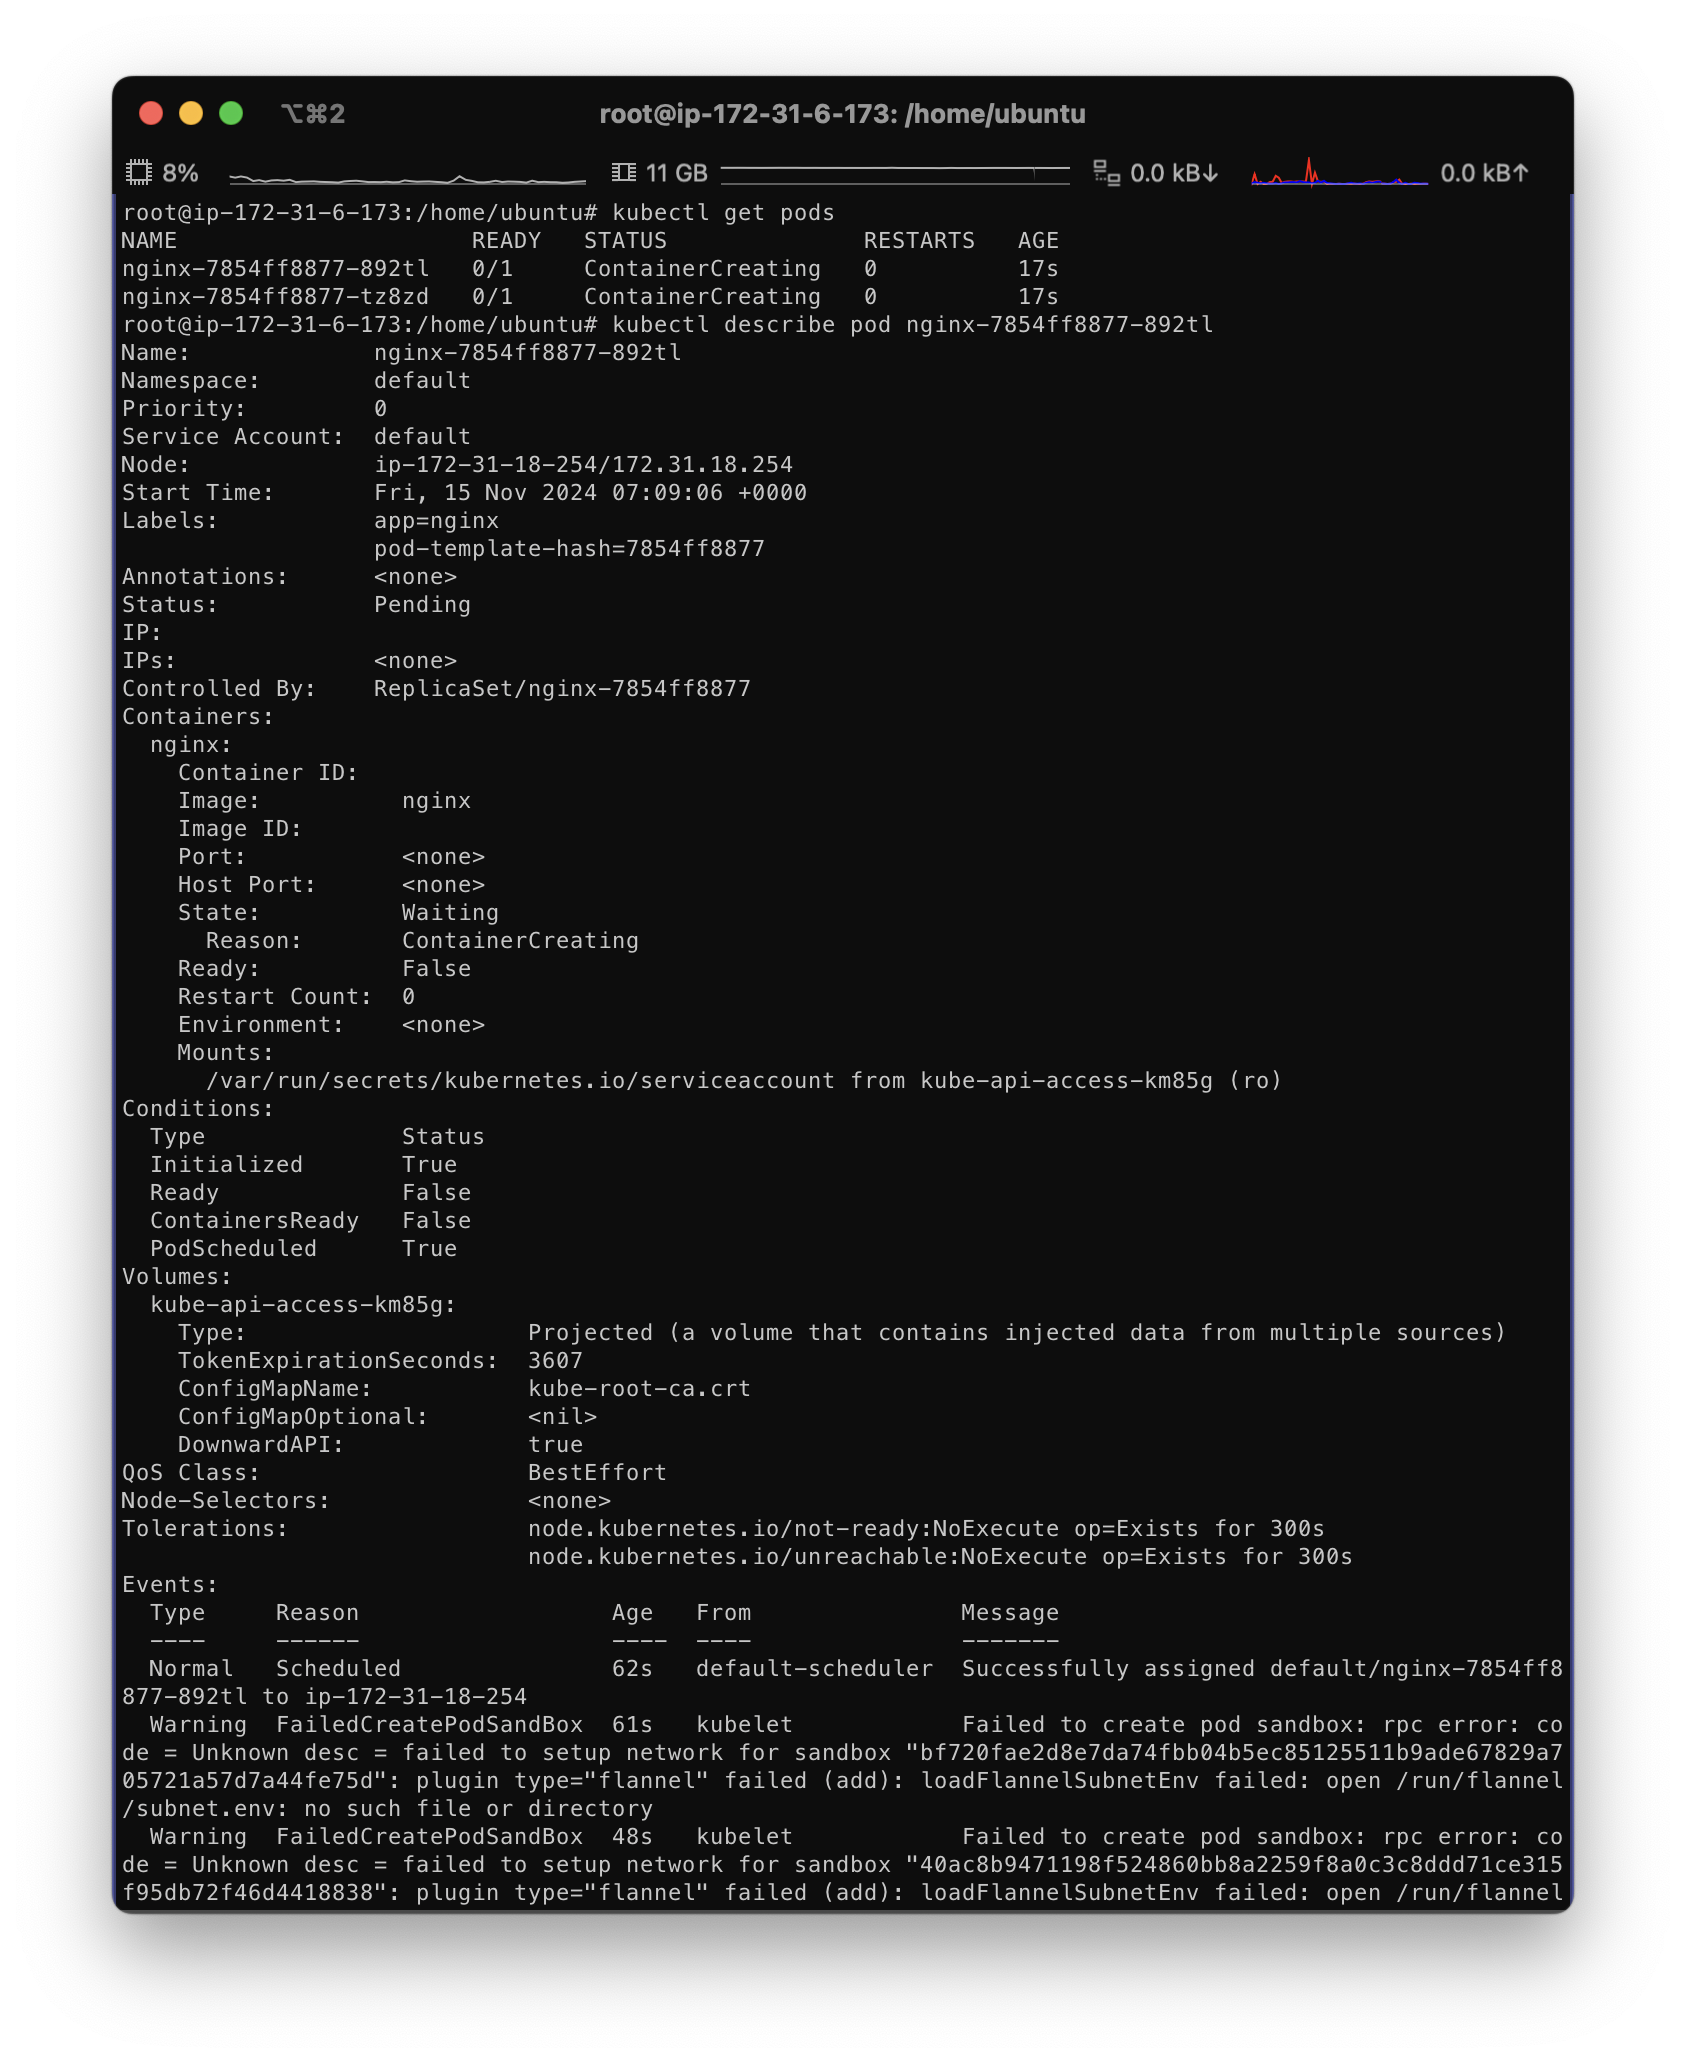 ⌥⌘2 root@ip-172-31-6-173: /home/ubuntu
8% 11 GB 0.0 kB↓ 0.0 kB↑
root@ip-172-31-6-173:/home/ubuntu# kubectl get pods
NAME                     READY   STATUS              RESTARTS   AGE
nginx-7854ff8877-892tl   0/1     ContainerCreating   0          17s
nginx-7854ff8877-tz8zd   0/1     ContainerCreating   0          17s
root@ip-172-31-6-173:/home/ubuntu# kubectl describe pod nginx-7854ff8877-892tl
Name:             nginx-7854ff8877-892tl
Namespace:        default
Priority:         0
Service Account:  default
Node:             ip-172-31-18-254/172.31.18.254
Start Time:       Fri, 15 Nov 2024 07:09:06 +0000
Labels:           app=nginx
                  pod-template-hash=7854ff8877
Annotations:      <none>
Status:           Pending
IP:
IPs:              <none>
Controlled By:    ReplicaSet/nginx-7854ff8877
Containers:
  nginx:
    Container ID:
    Image:          nginx
    Image ID:
    Port:           <none>
    Host Port:      <none>
    State:          Waiting
      Reason:       ContainerCreating
    Ready:          False
    Restart Count:  0
    Environment:    <none>
    Mounts:
      /var/run/secrets/kubernetes.io/serviceaccount from kube-api-access-km85g (ro)
Conditions:
  Type              Status
  Initialized       True
  Ready             False
  ContainersReady   False
  PodScheduled      True
Volumes:
  kube-api-access-km85g:
    Type:                    Projected (a volume that contains injected data from multiple sources)
    TokenExpirationSeconds:  3607
    ConfigMapName:           kube-root-ca.crt
    ConfigMapOptional:       <nil>
    DownwardAPI:             true
QoS Class:                   BestEffort
Node-Selectors:              <none>
Tolerations:                 node.kubernetes.io/not-ready:NoExecute op=Exists for 300s
                             node.kubernetes.io/unreachable:NoExecute op=Exists for 300s
Events:
  Type     Reason                  Age   From               Message
  ----     ------                  ----  ----               -------
  Normal   Scheduled               62s   default-scheduler  Successfully assigned default/nginx-7854ff8
877-892tl to ip-172-31-18-254
  Warning  FailedCreatePodSandBox  61s   kubelet            Failed to create pod sandbox: rpc error: co
de = Unknown desc = failed to setup network for sandbox "bf720fae2d8e7da74fbb04b5ec85125511b9ade67829a7
05721a57d7a44fe75d": plugin type="flannel" failed (add): loadFlannelSubnetEnv failed: open /run/flannel
/subnet.env: no such file or directory
  Warning  FailedCreatePodSandBox  48s   kubelet            Failed to create pod sandbox: rpc error: co
de = Unknown desc = failed to setup network for sandbox "40ac8b9471198f524860bb8a2259f8a0c3c8ddd71ce315
f95db72f46d4418838": plugin type="flannel" failed (add): loadFlannelSubnetEnv failed: open /run/flannel